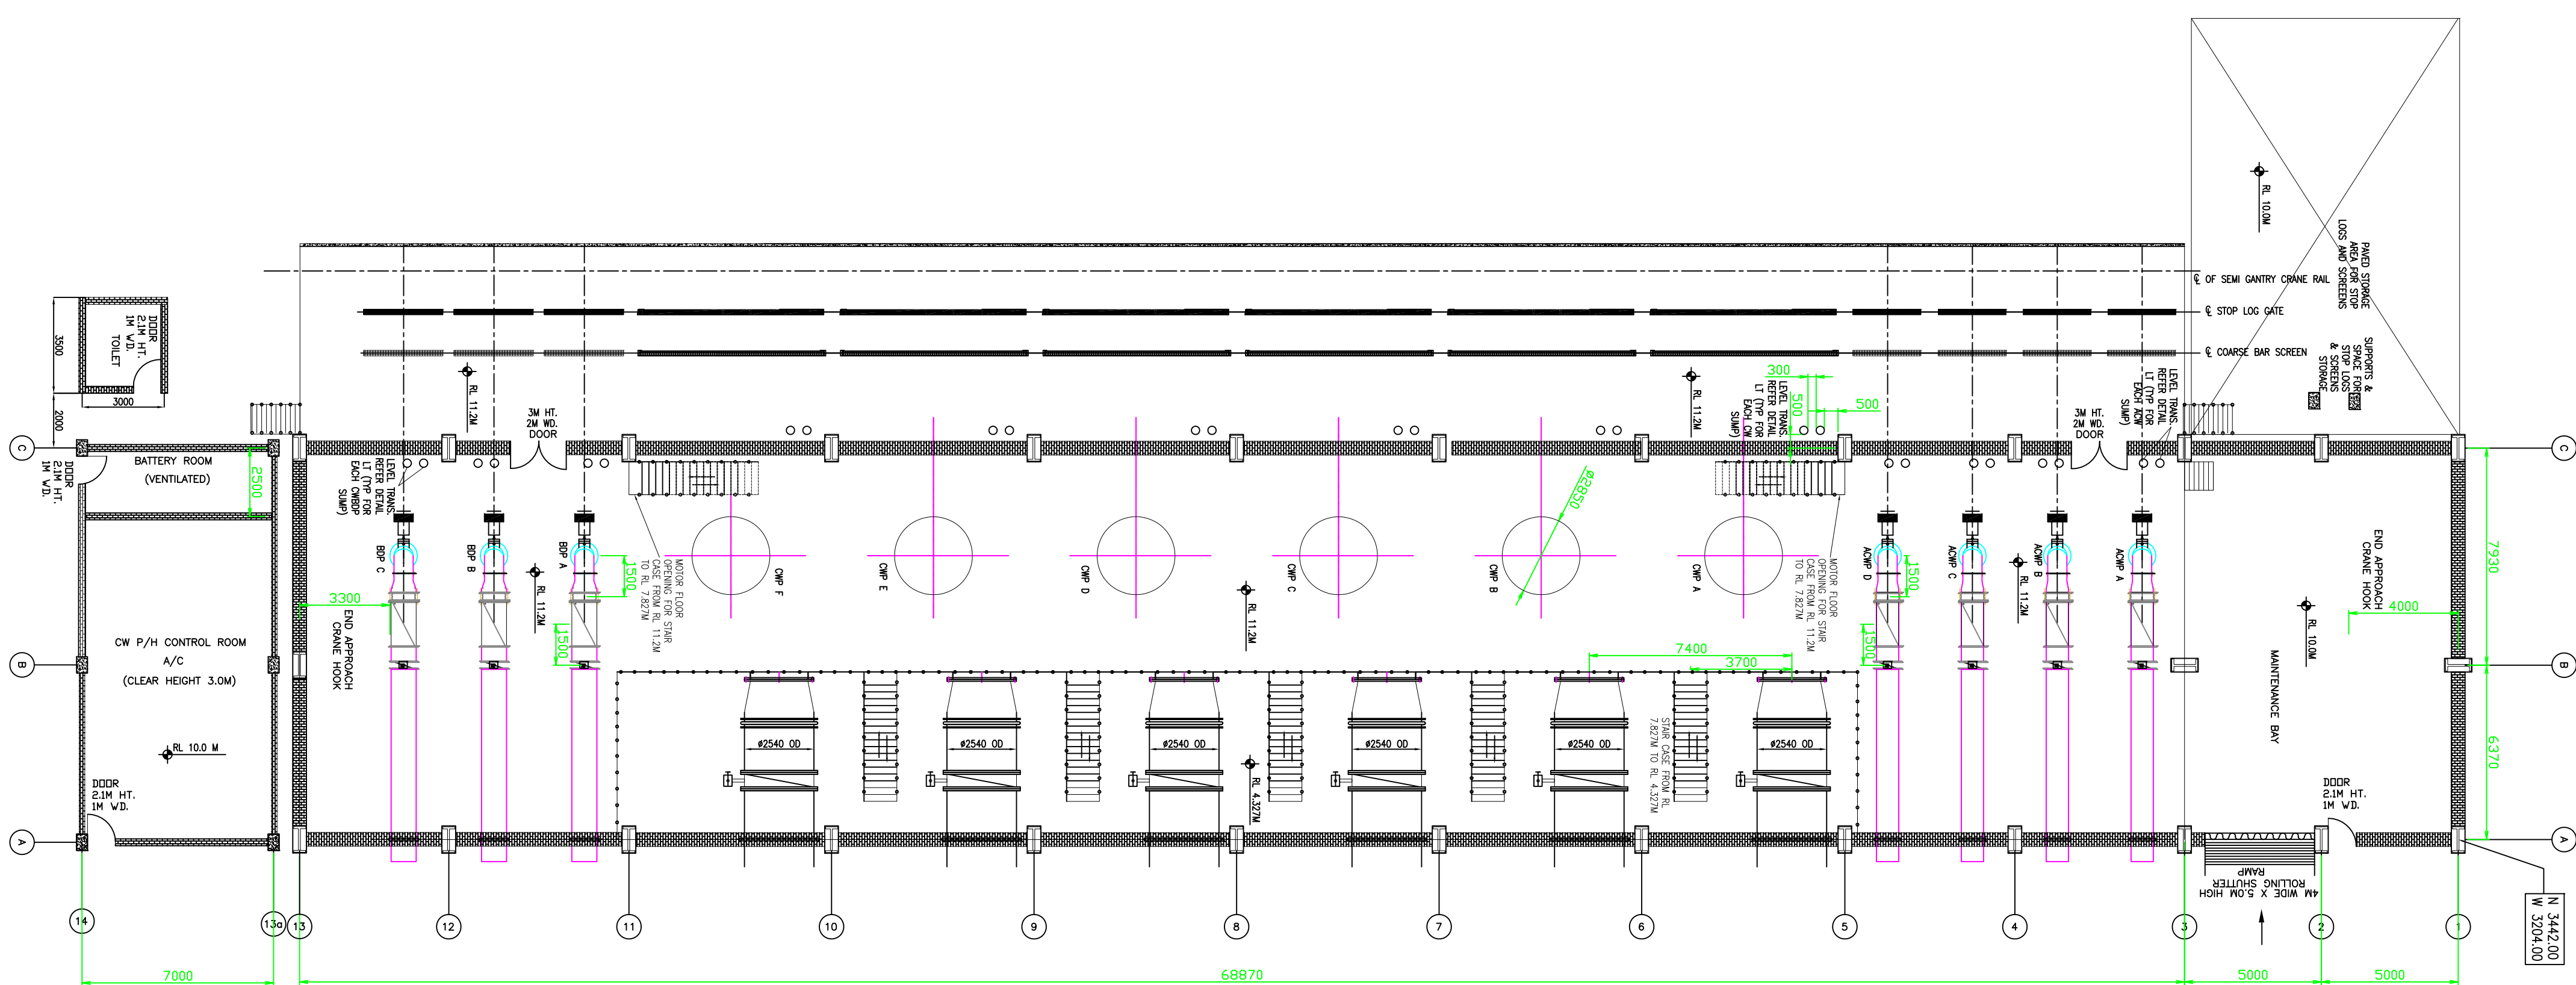 RL 10.0M
PAVED STORAGE
AREA FOR STOP
LOGS AND SCREEENS
℄ OF SEMI GANTRY CRANE RAIL
℄ STOP LOG GATE
℄ COARSE BAR SCREEN
SUPPORTS &
SPACE FOR
STOP LOGS
& SCREENS
STORAGE
DOOR
2.1M HT.
1M WD.
TOILET
3500
3000
2000
RL 11.2M
3M HT.
2M WD.
DOOR
RL 11.2M
LEVEL TRANS.
REFER DETAIL
LT (TYP FOR
EACH CW
SUMP)
300
500
500
3M HT.
2M WD.
DOOR
LEVEL TRANS.
REFER DETAIL
LT (TYP FOR
EACH ACW
SUMP)
C
DOOR
2.1M HT.
1M WD.
BATTERY ROOM
(VENTILATED)
2500
LEVEL TRANS.
REFER DETAIL
LT (TYP FOR
EACH CWBDP
SUMP)
BDP C
BDP B
BDP A
RL 11.2M
1500
1500
3300
END APPROACH
CRANE HOOK
MOTOR FLOOR
OPENING FOR STAIR
CASE FROM RL 11.2M
TO RL 7.827M
CWP F
CWP E
CWP D
CWP C
CWP B
CWP A
ø2850
RL 11.2M
MOTOR FLOOR
OPENING FOR STAIR
CASE FROM RL 11.2M
TO RL 7.827M
ACWP D
ACWP C
ACWP B
ACWP A
1500
1500
RL 11.2M
END APPROACH
CRANE HOOK
4000
RL 10.0M
MAINTENANCE BAY
C
7930
B
6370
A
B
CW P/H CONTROL ROOM
A/C
(CLEAR HEIGHT 3.0M)
RL 10.0 M
DOOR
2.1M HT.
1M WD.
A
7400
3700
ø2540 OD
ø2540 OD
ø2540 OD
ø2540 OD
ø2540 OD
ø2540 OD
RL 4.327M
STAIR CASE FROM RL
7.827M TO RL 4.327M
DOOR
2.1M HT.
1M WD.
4M WIDE X 5.0M HIGH
ROLLING SHUTTER
RAMP
N 3442.00
W 3204.00
14
13a
13
12
11
10
9
8
7
6
5
4
3
2
1
7000
68870
5000
5000